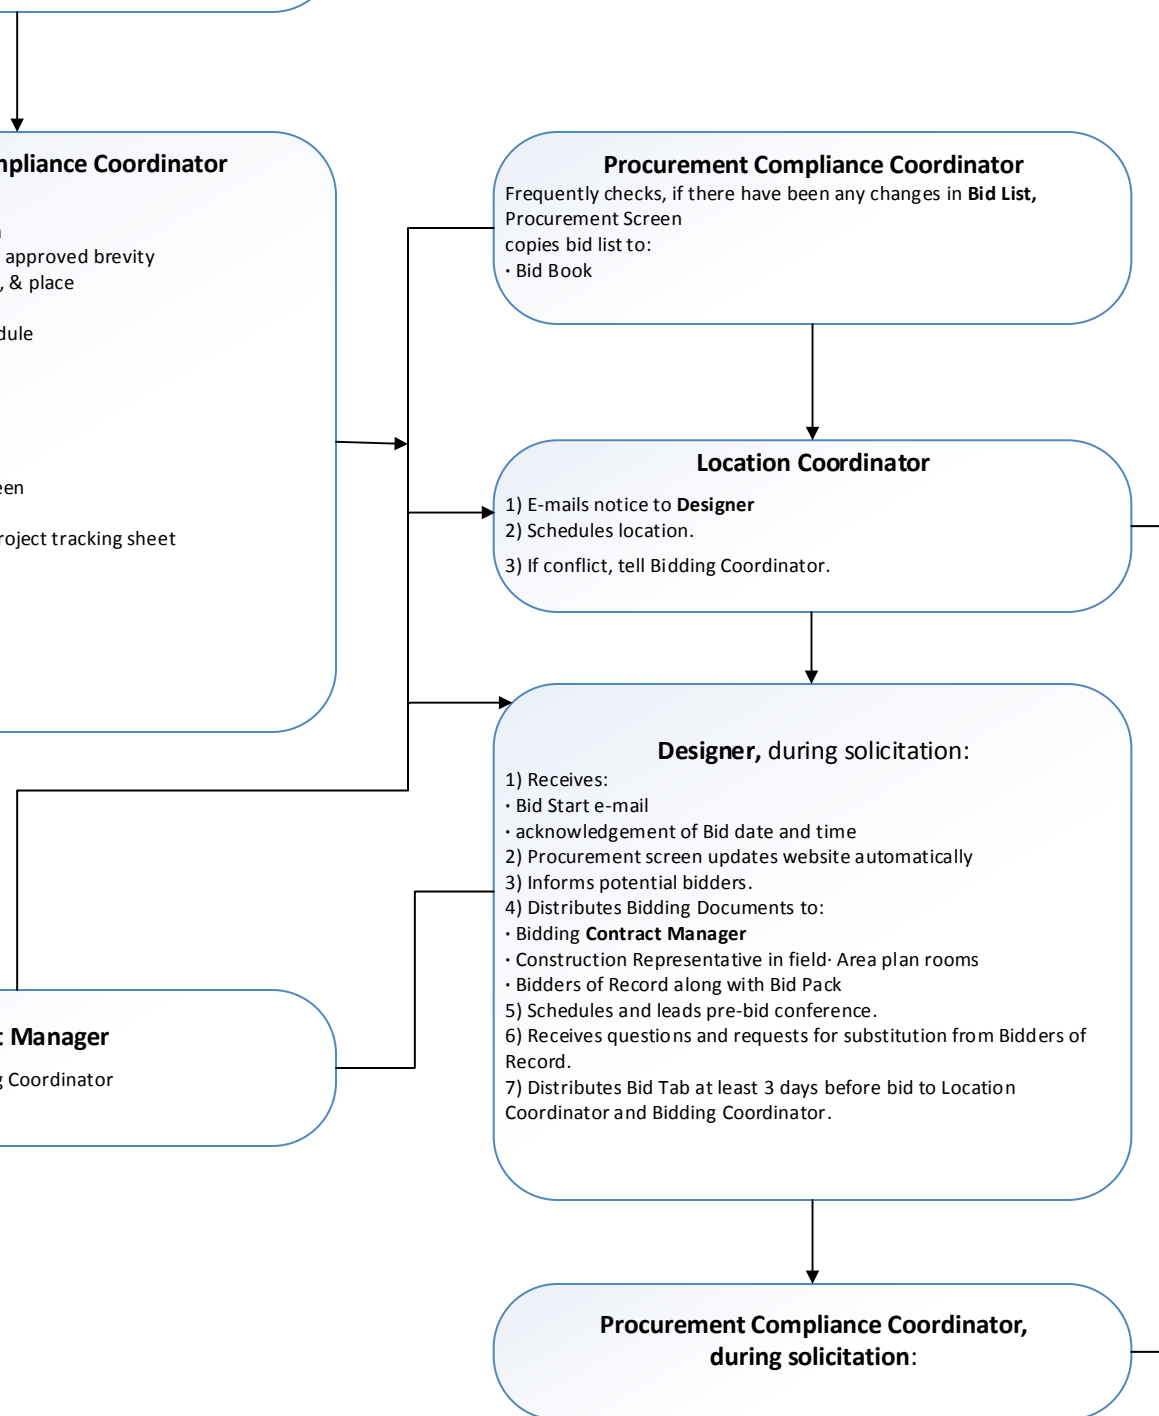 Compliance Coordinator
approved brevity
, & place
project tracking sheet
Manager
Coordinator
Procurement Compliance Coordinator
Frequently checks, if there have been any changes in Bid List,
Procurement Screen
copies bid list to:
· Bid Book
Location Coordinator
1) E-mails notice to Designer
2) Schedules location.
3) If conflict, tell Bidding Coordinator.
Designer, during solicitation:
1) Receives:
· Bid Start e-mail
· acknowledgement of Bid date and time
2) Procurement screen updates website automatically
3) Informs potential bidders.
4) Distributes Bidding Documents to:
· Bidding Contract Manager
· Construction Representative in field· Area plan rooms
· Bidders of Record along with Bid Pack
5) Schedules and leads pre-bid conference.
6) Receives questions and requests for substitution from Bidders of
Record.
7) Distributes Bid Tab at least 3 days before bid to Location
Coordinator and Bidding Coordinator.
Procurement Compliance Coordinator,
during solicitation: